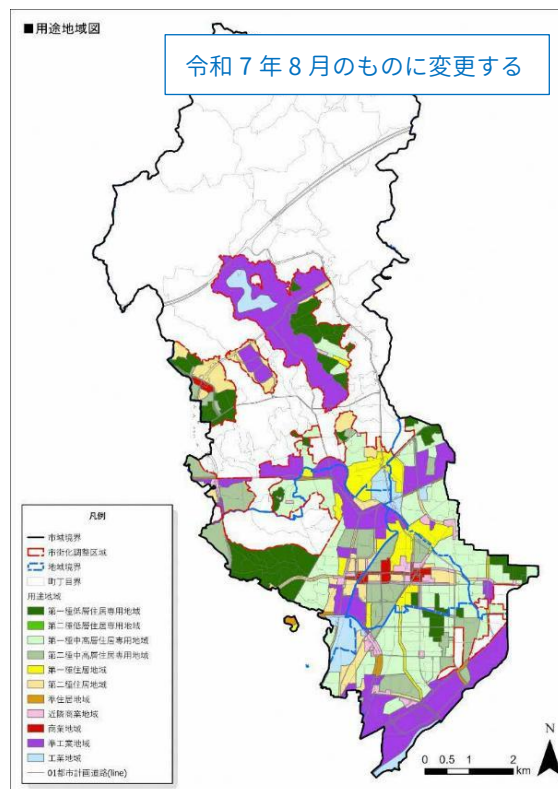 ■用途地域図
令和7年8月のものに変更する
凡例
市域境界
市街化調整区域
地域境界
町丁目界
用途地域
第一種低層住居専用地域
第二種低層住居専用地域
第一種中高層住居専用地域
第二種中高層住居専用地域
第一種住居地域
第二種住居地域
準住居地域
近隣商業地域
商業地域
準工業地域
工業地域
01都市計画道路(line)
N
0 0.5 1 2
km